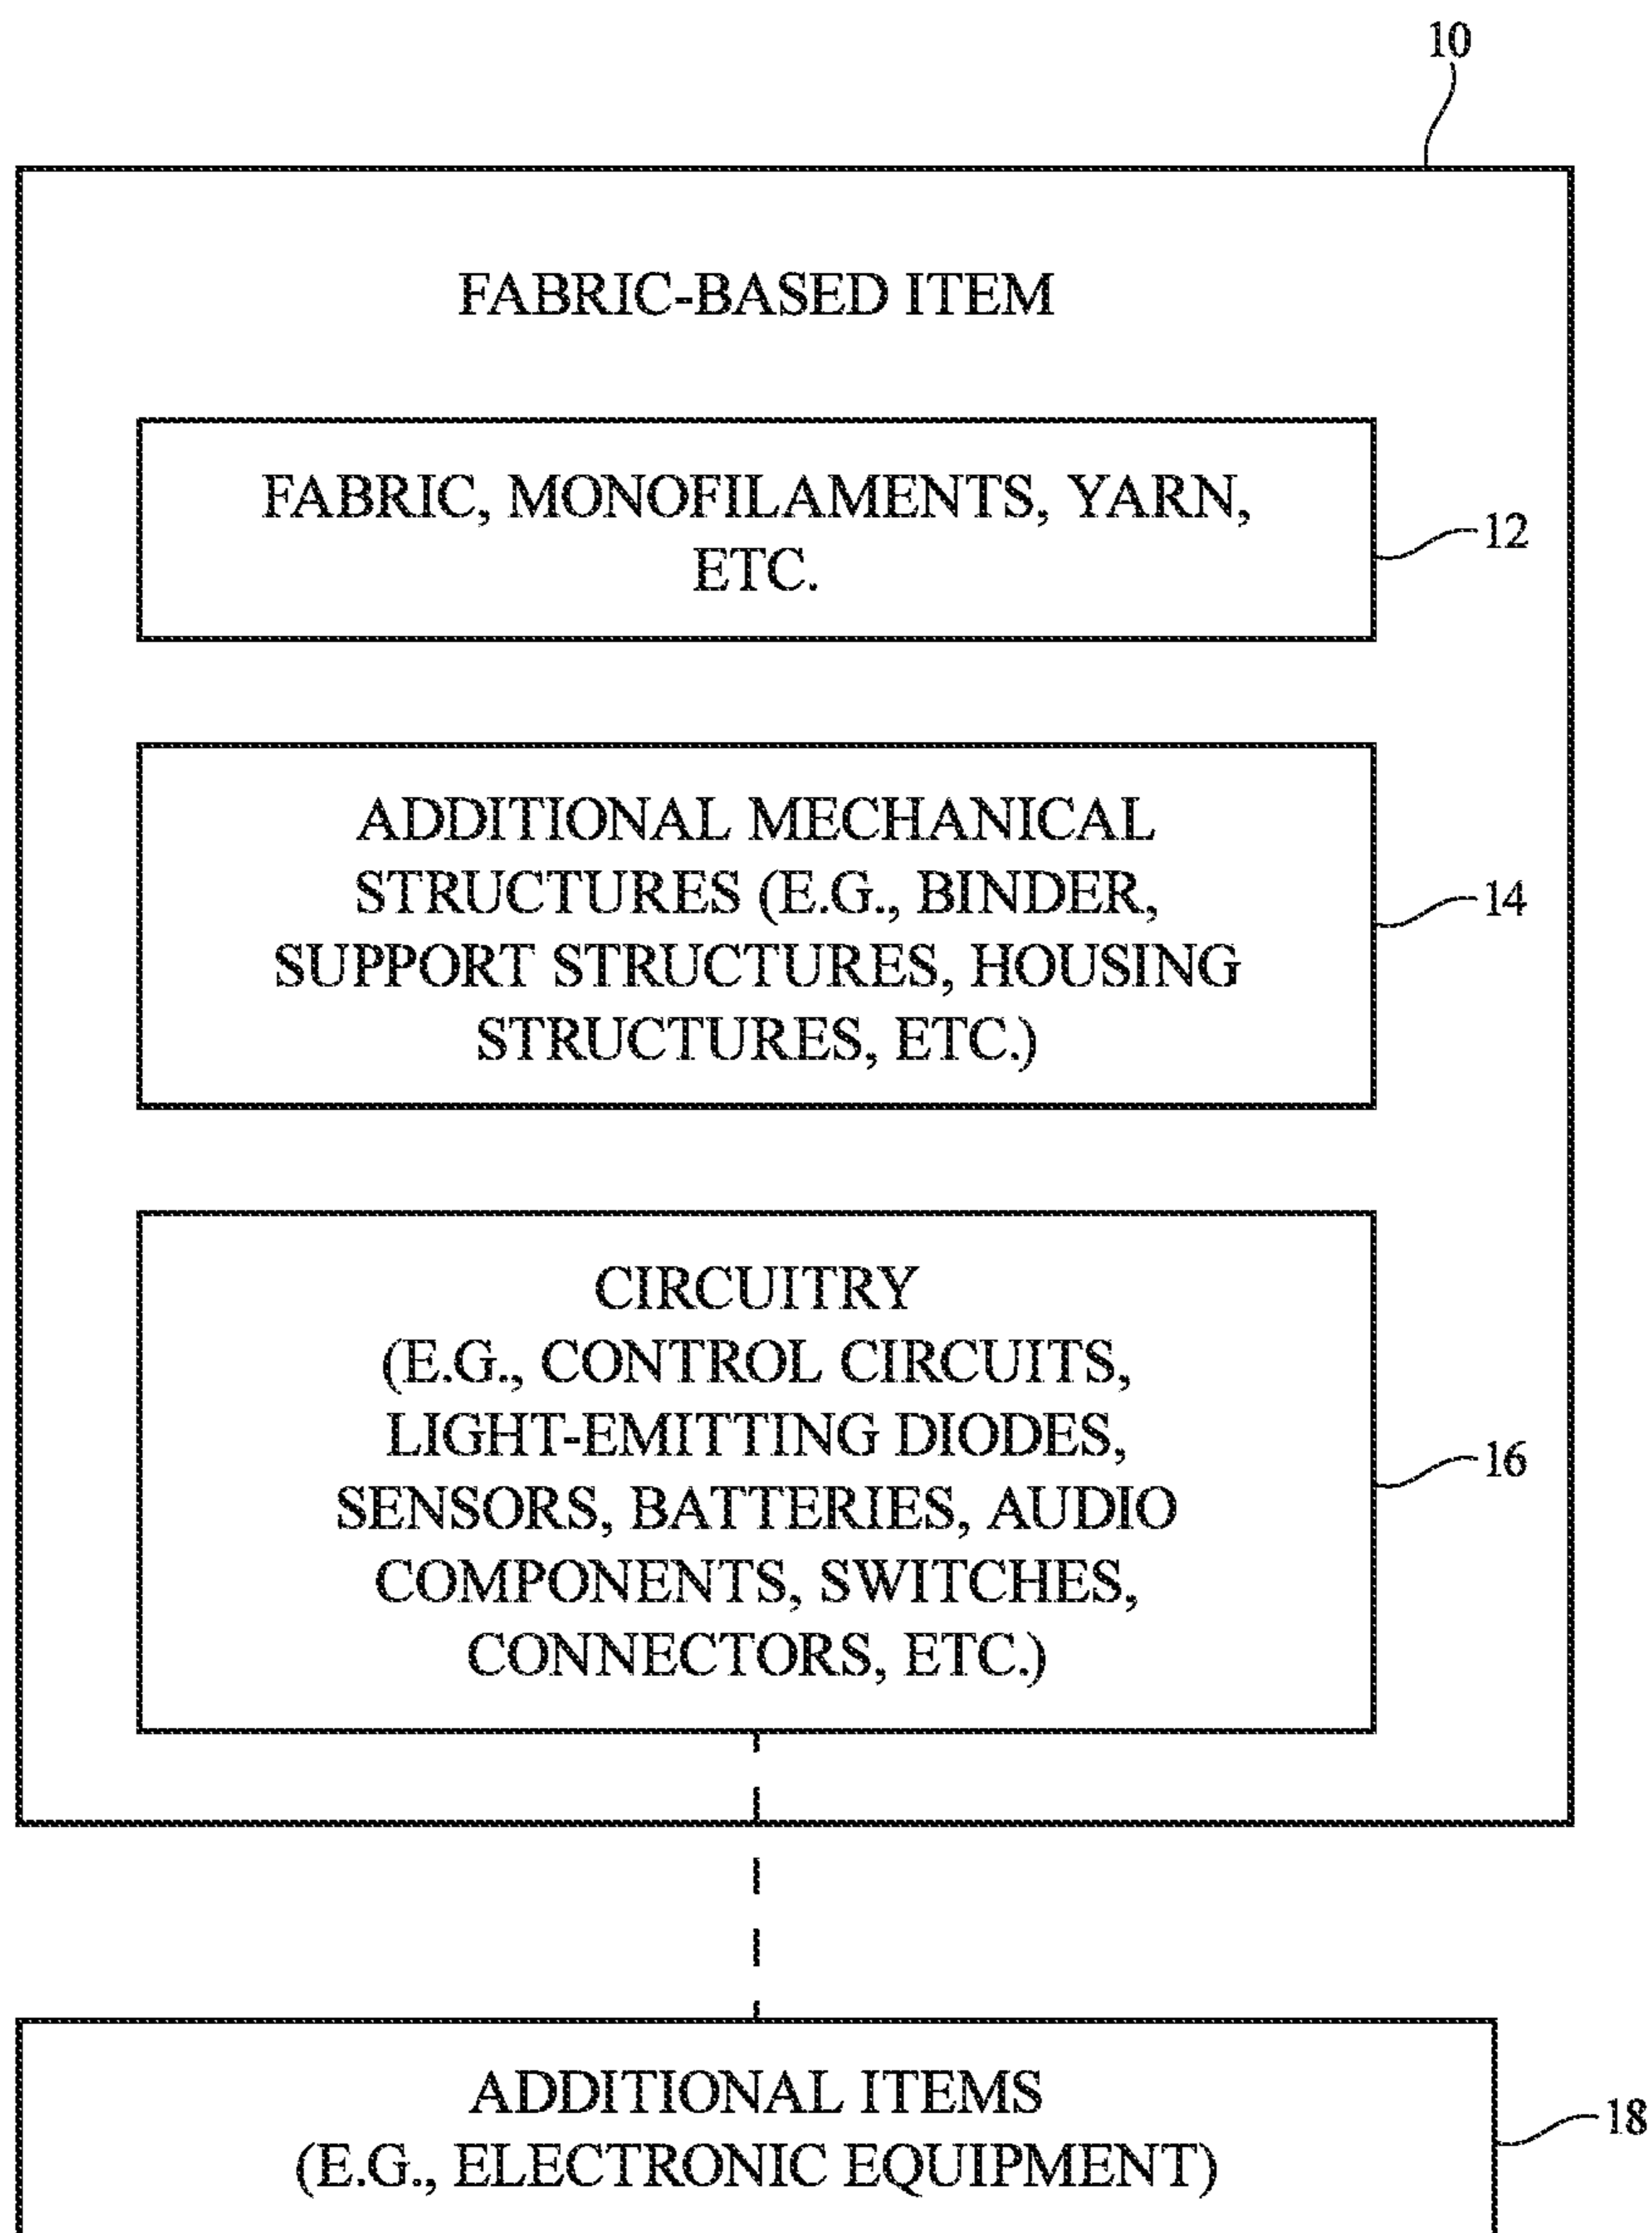 10
FABRIC-BASED ITEM
FABRIC, MONOFILAMENTS, YARN,
ETC.
12
ADDITIONAL MECHANICAL
STRUCTURES (E.G., BINDER,
SUPPORT STRUCTURES, HOUSING
STRUCTURES, ETC.)
14
CIRCUITRY
(E.G., CONTROL CIRCUITS,
LIGHT-EMITTING DIODES,
SENSORS, BATTERIES, AUDIO
COMPONENTS, SWITCHES,
CONNECTORS, ETC.)
16
ADDITIONAL ITEMS
(E.G., ELECTRONIC EQUIPMENT)
18